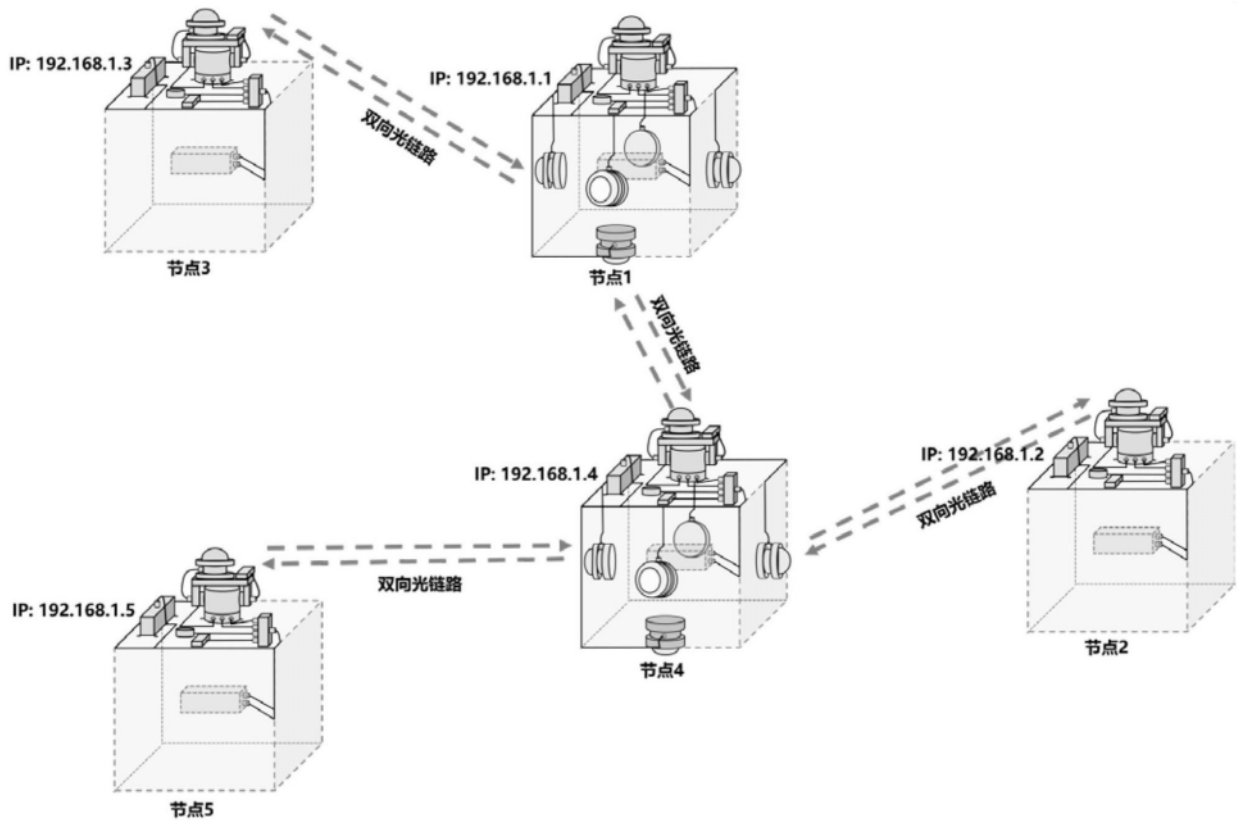 IP: 192.168.1.3
IP: 192.168.1.1
双向光链路
节点3
节点1
双向光链路
IP: 192.168.1.4
IP: 192.168.1.2
双向光链路
双向光链路
IP: 192.168.1.5
节点4
节点2
节点5